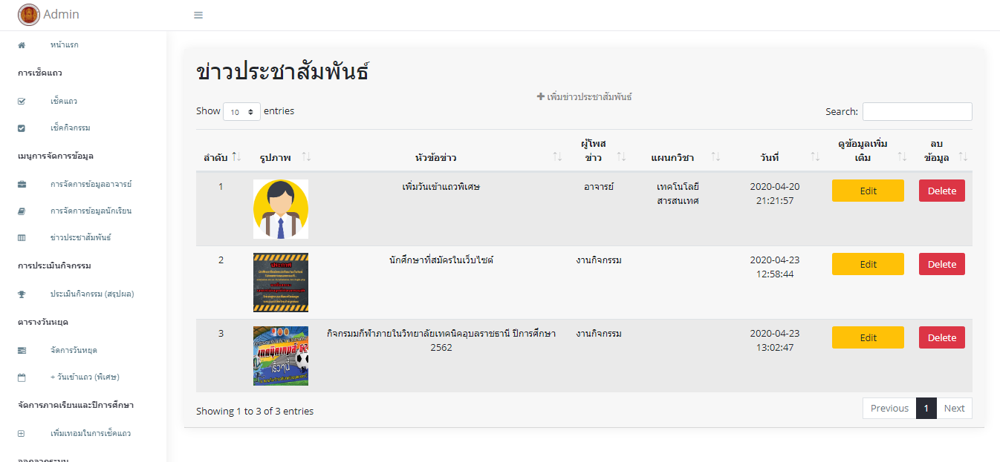 Admin
หน้าแรก
การเช็คแถว
เช็คแถว
เช็คกิจกรรม
เมนูการจัดการข้อมูล
การจัดการข้อมูลอาจารย์
การจัดการข้อมูลนักเรียน
ข่าวประชาสัมพันธ์
การประเมินกิจกรรม
ประเมินกิจกรรม (สรุปผล)
ตารางวันหยุด
จัดการวันหยุด
+ วันเข้าแถว (พิเศษ)
จัดการภาคเรียนและปีการศึกษา
เพิ่มเทอมในการเช็คแถว
ออกจากระบบ
ข่าวประชาสัมพันธ์
เพิ่มข่าวประชาสัมพันธ์
Show 10 entries
Search:
ลำดับ รูปภาพ หัวข้อข่าว ผู้โพส
ข่าว แผนกวิชา วันที่ ดูข้อมูลเพิ่ม
เติม ลบ
ข้อมูล
1 เพิ่มวันเข้าแถวพิเศษ อาจารย์ เทคโนโลยี
สารสนเทศ 2020-04-20
21:21:57 Edit Delete
2 ประกาศ
นักศึกษาที่สมัครในเว็บไซต์ งานกิจกรรม 2020-04-23
12:58:44 Edit Delete
3 เร็วๆนี้
กิจกรรมกีฬาภายในวิทยาลัยเทคนิคอุบลราชธานี ปีการศึกษา
2562 งานกิจกรรม 2020-04-23
13:02:47 Edit Delete
Showing 1 to 3 of 3 entries
Previous 1 Next